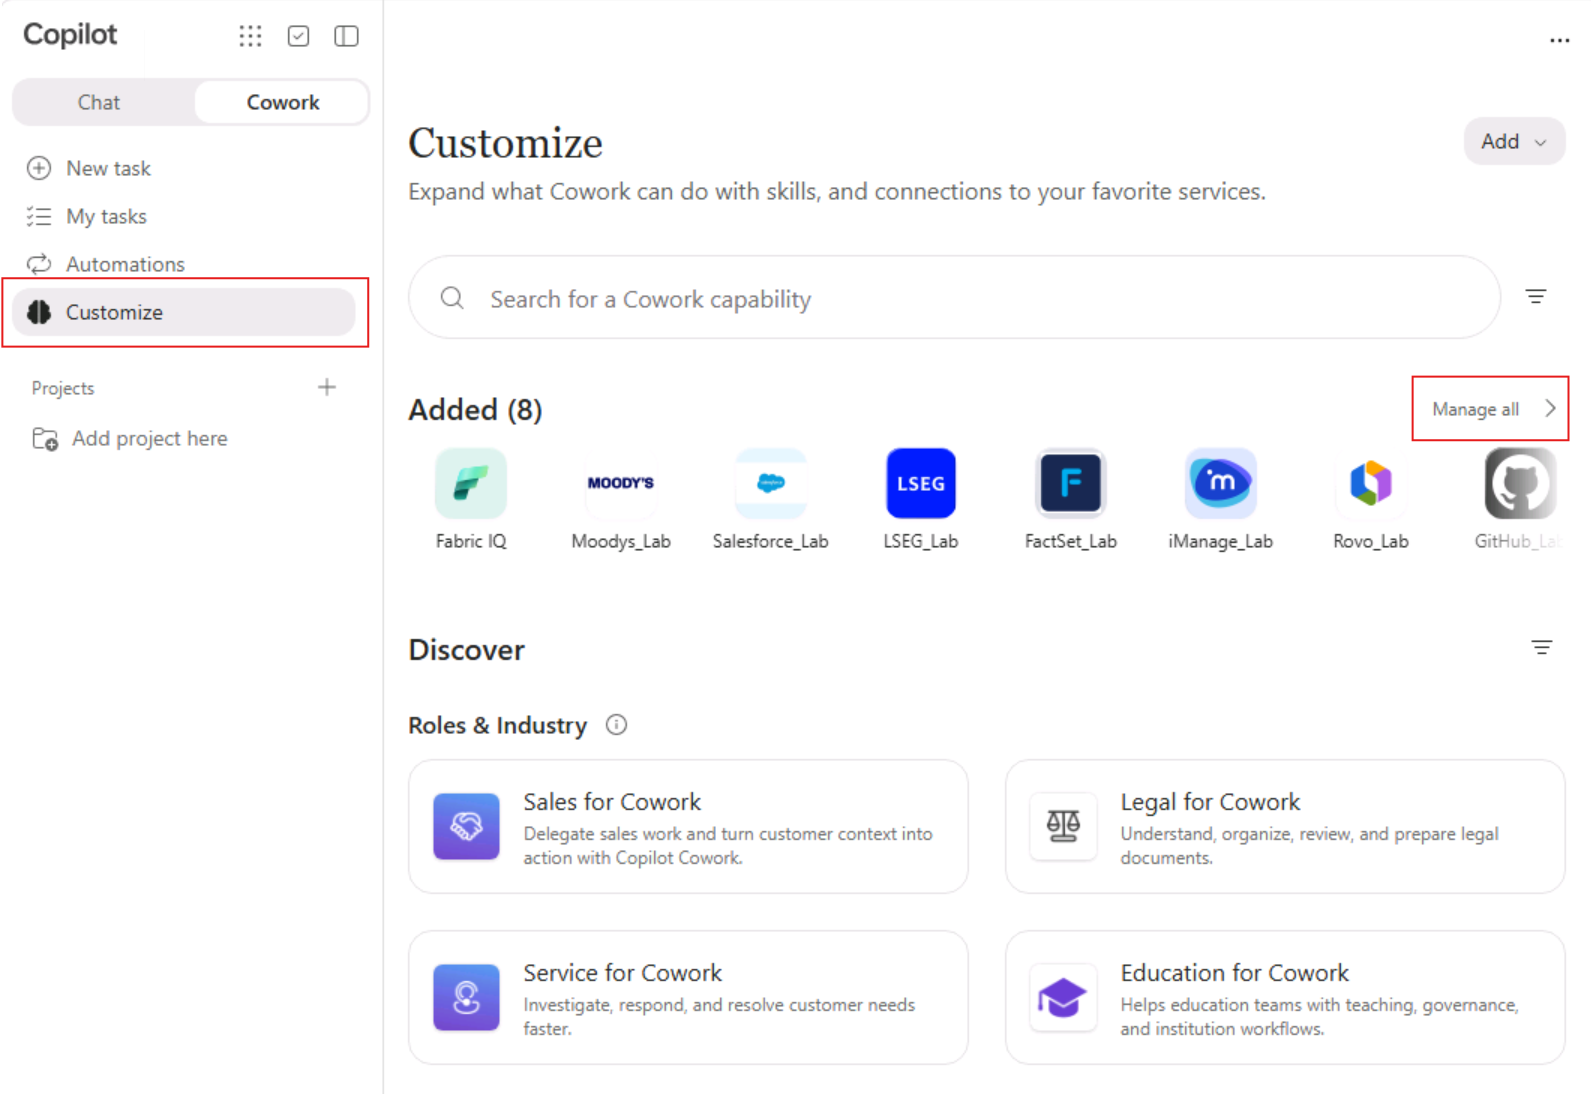 Copilot
Chat
Cowork
New task
My tasks
Automations
Customize
Projects
Add project here
Customize
Add
Expand what Cowork can do with skills, and connections to your favorite services.
Search for a Cowork capability
Added (8)
Manage all
MOODY'S
salesforce
LSEG
F
im
Fabric IQ
Moodys_Lab
Salesforce_Lab
LSEG_Lab
FactSet_Lab
iManage_Lab
Rovo_Lab
GitHub_Lab
Discover
Roles & Industry
Sales for Cowork
Delegate sales work and turn customer context into
action with Copilot Cowork.
Legal for Cowork
Understand, organize, review, and prepare legal
documents.
Service for Cowork
Investigate, respond, and resolve customer needs
faster.
Education for Cowork
Helps education teams with teaching, governance,
and institution workflows.